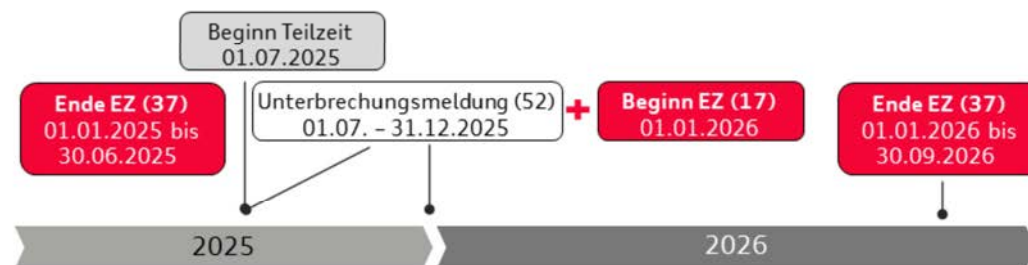 Beginn Teilzeit
01.07.2025
Ende EZ (37)
01.01.2025 bis
30.06.2025
Unterbrechungsmeldung (52)
01.07. – 31.12.2025
+
Beginn EZ (17)
01.01.2026
Ende EZ (37)
01.01.2026 bis
30.09.2026
2025
2026